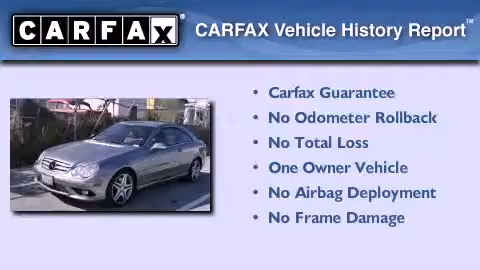 CARFAX®
CARFAX Vehicle History Report™
• Carfax Guarantee
• No Odometer Rollback
• No Total Loss
• One Owner Vehicle
• No Airbag Deployment
• No Frame Damage